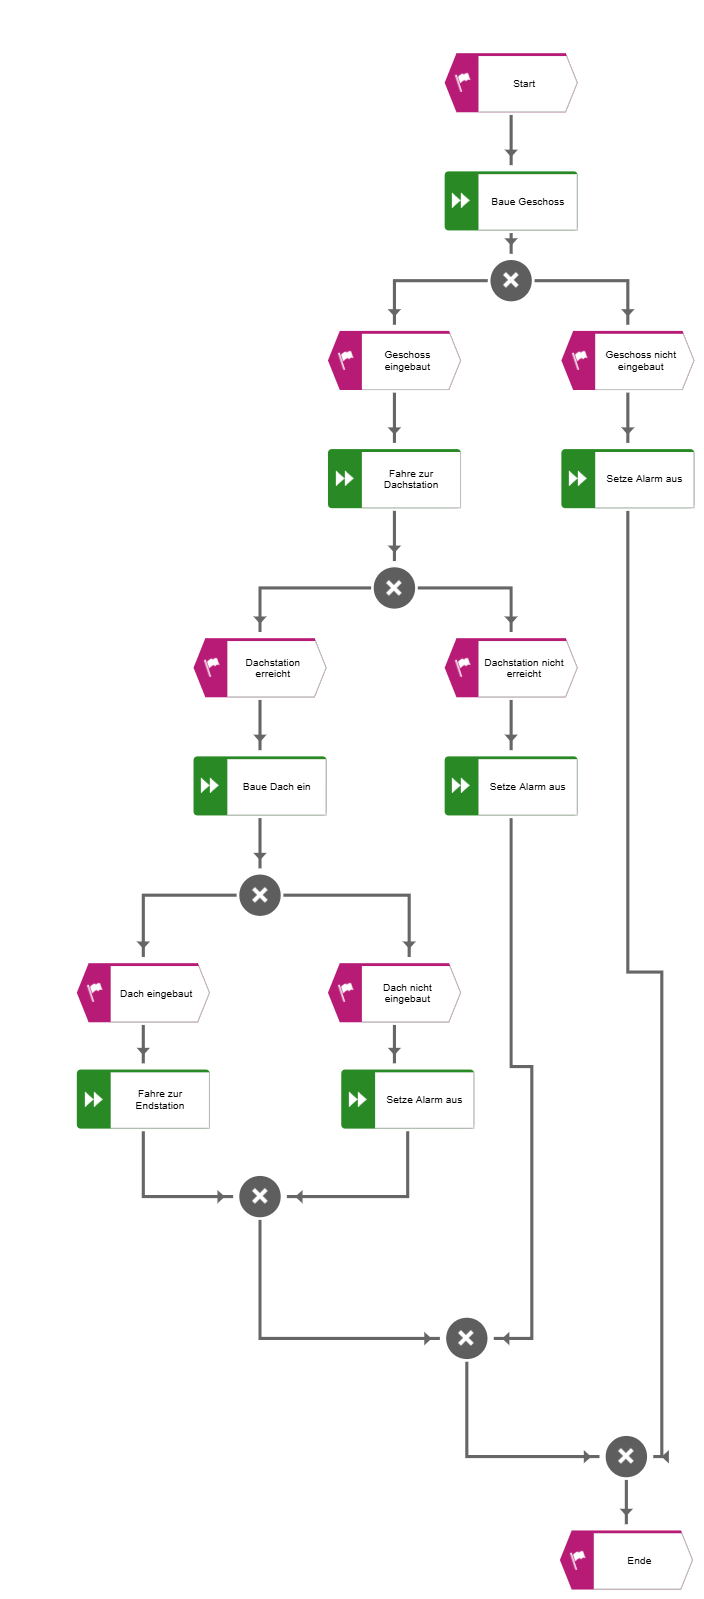 Start
Baue Geschoss
Geschoss
eingebaut
Geschoss nicht
eingebaut
Fahre zur
Dachstation
Setze Alarm aus
Dachstation
erreicht
Dachstation nicht
erreicht
Baue Dach ein
Setze Alarm aus
Dach eingebaut
Dach nicht
eingebaut
Fahre zur
Endstation
Setze Alarm aus
Ende